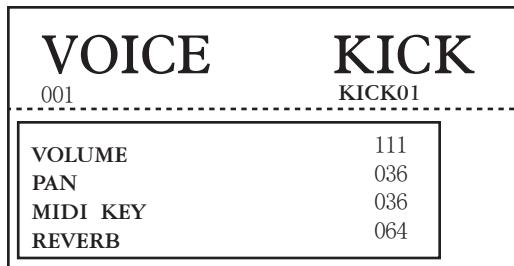 VOICE KICK
001 KICK01
VOLUME 111
PAN 036
MIDI KEY 036
REVERB 064